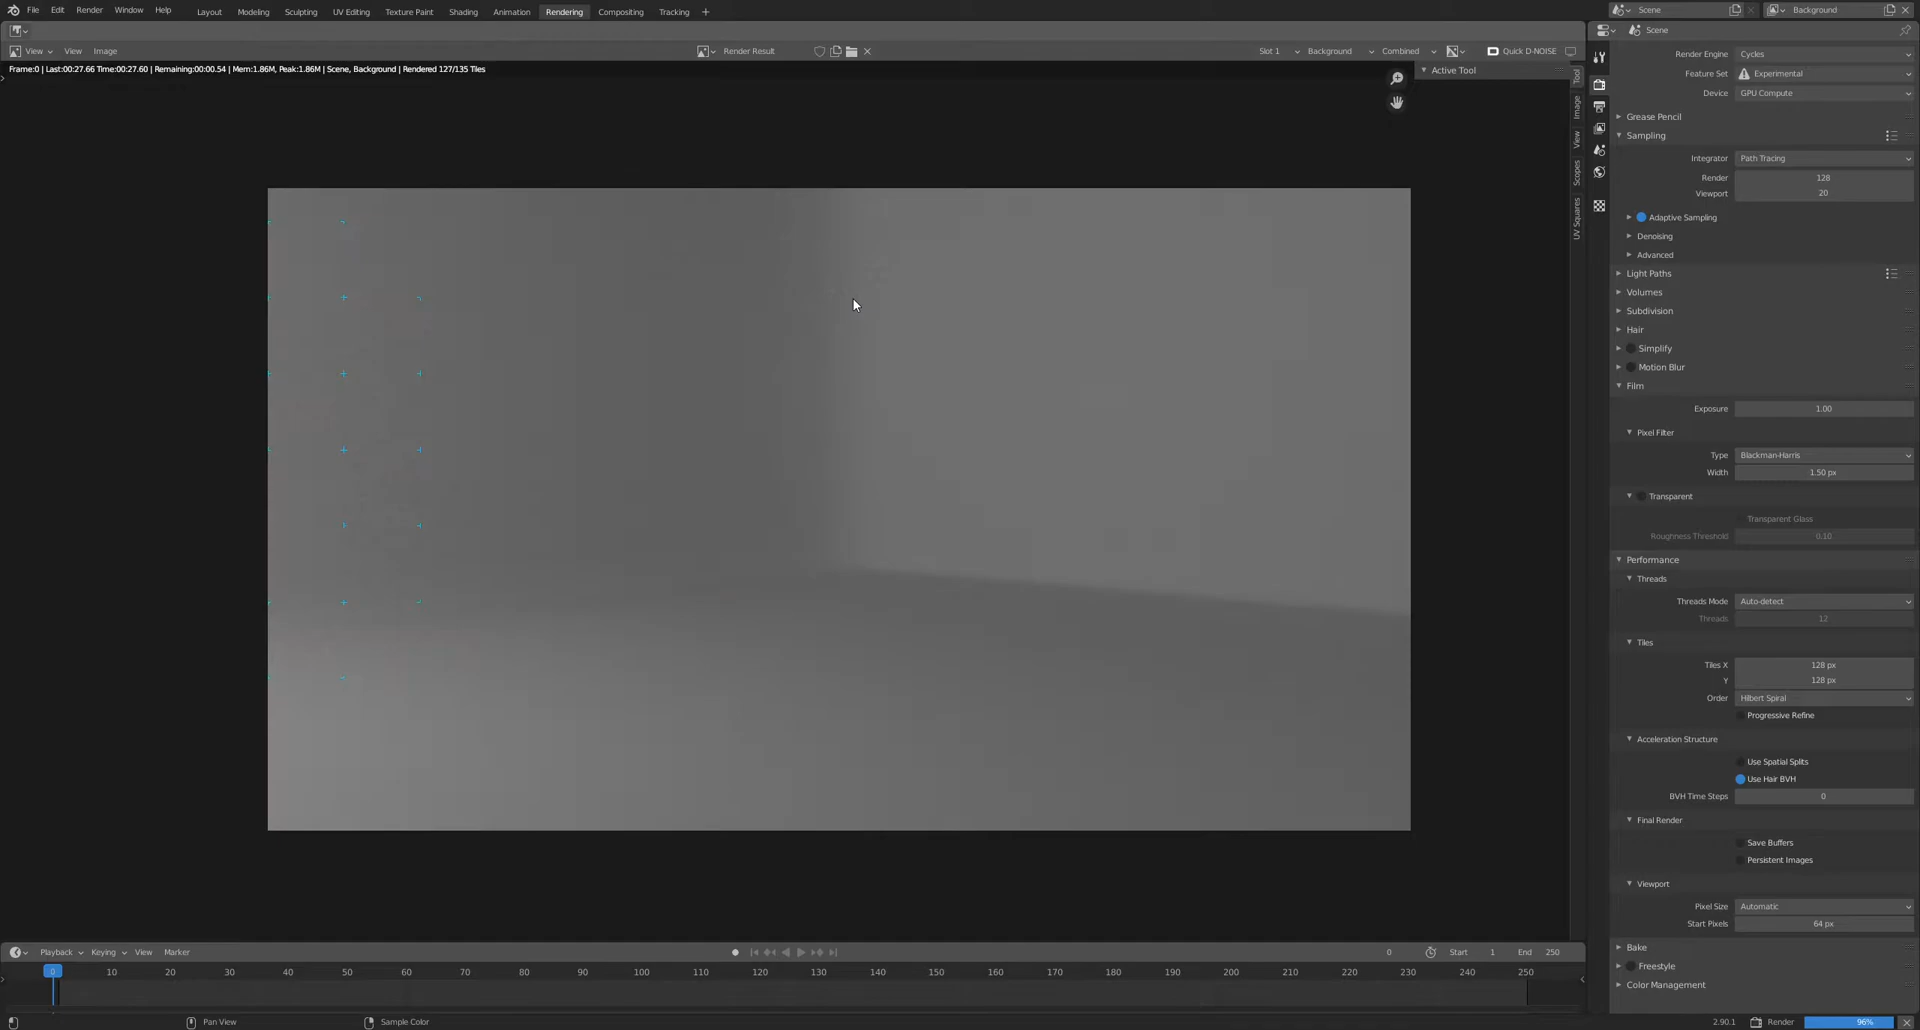 File Edit Render Window Help Layout Modeling Sculpting UV Editing Texture Paint Shading Animation Rendering Compositing Tracking + Scene Background
View View Image Render Result Slot 1 Background Combined Quick D-NOISE
Frame:0 | Last:00:27.66 Time:00:27.60 | Remaining:00:00.54 | Mem:1.86M, Peak:1.86M | Scene, Background | Rendered 127/135 Tiles
Active Tool
Tool
Image
View
Scopes
UV Squares
Scene
Render Engine Cycles
Feature Set Experimental
Device GPU Compute
Grease Pencil
Sampling
Integrator Path Tracing
Render 128
Viewport 20
Adaptive Sampling
Denoising
Advanced
Light Paths
Volumes
Subdivision
Hair
Simplify
Motion Blur
Film
Exposure 1.00
Pixel Filter
Type Blackman-Harris
Width 1.50 px
Transparent
Transparent Glass
Roughness Threshold 0.10
Performance
Threads
Threads Mode Auto-detect
Threads 12
Tiles
Tiles X 128 px
Y 128 px
Order Hilbert Spiral
Progressive Refine
Acceleration Structure
Use Spatial Splits
Use Hair BVH
BVH Time Steps 0
Final Render
Save Buffers
Persistent Images
Viewport
Pixel Size Automatic
Start Pixels 64 px
Bake
Freestyle
Color Management
Playback Keying View Marker 0 Start 1 End 250
0 10 20 30 40 50 60 70 80 90 100 110 120 130 140 150 160 170 180 190 200 210 220 230 240 250
Pan View Sample Color 2.90.1 Render 96%